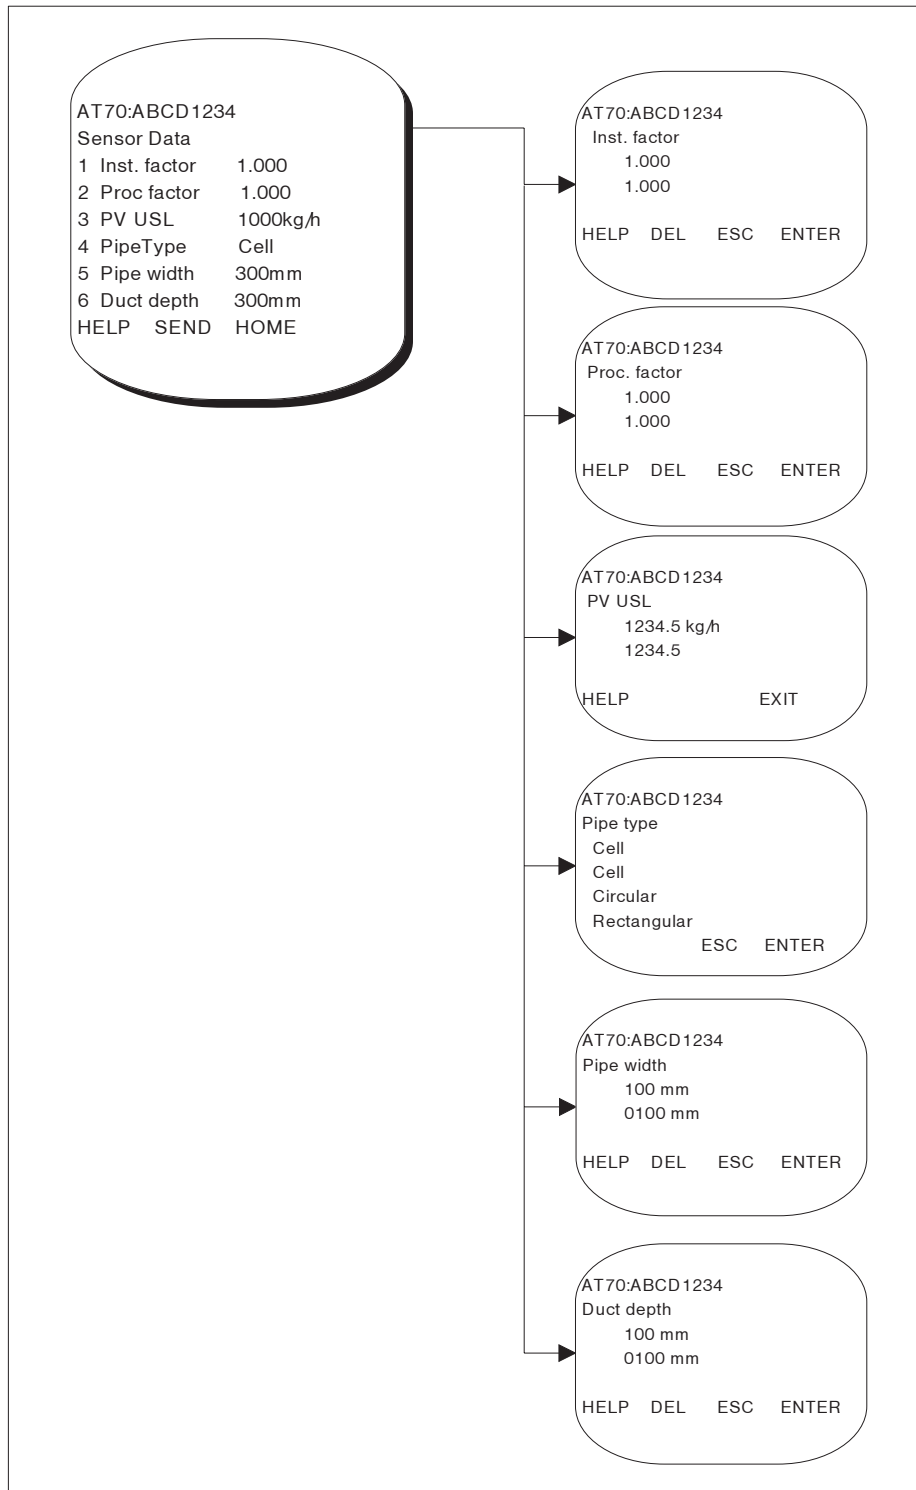 AT70:ABCD1234
Sensor Data
1 Inst. factor 1.000
2 Proc factor 1.000
3 PV USL 1000kg/h
4 PipeType Cell
5 Pipe width 300mm
6 Duct depth 300mm
HELP SEND HOME
AT70:ABCD1234
Inst. factor
1.000
1.000
HELP DEL ESC ENTER
AT70:ABCD1234
Proc. factor
1.000
1.000
HELP DEL ESC ENTER
AT70:ABCD1234
PV USL
1234.5 kg/h
1234.5
HELP EXIT
AT70:ABCD1234
Pipe type
Cell
Cell
Circular
Rectangular
ESC ENTER
AT70:ABCD1234
Pipe width
100 mm
0100 mm
HELP DEL ESC ENTER
AT70:ABCD1234
Duct depth
100 mm
0100 mm
HELP DEL ESC ENTER